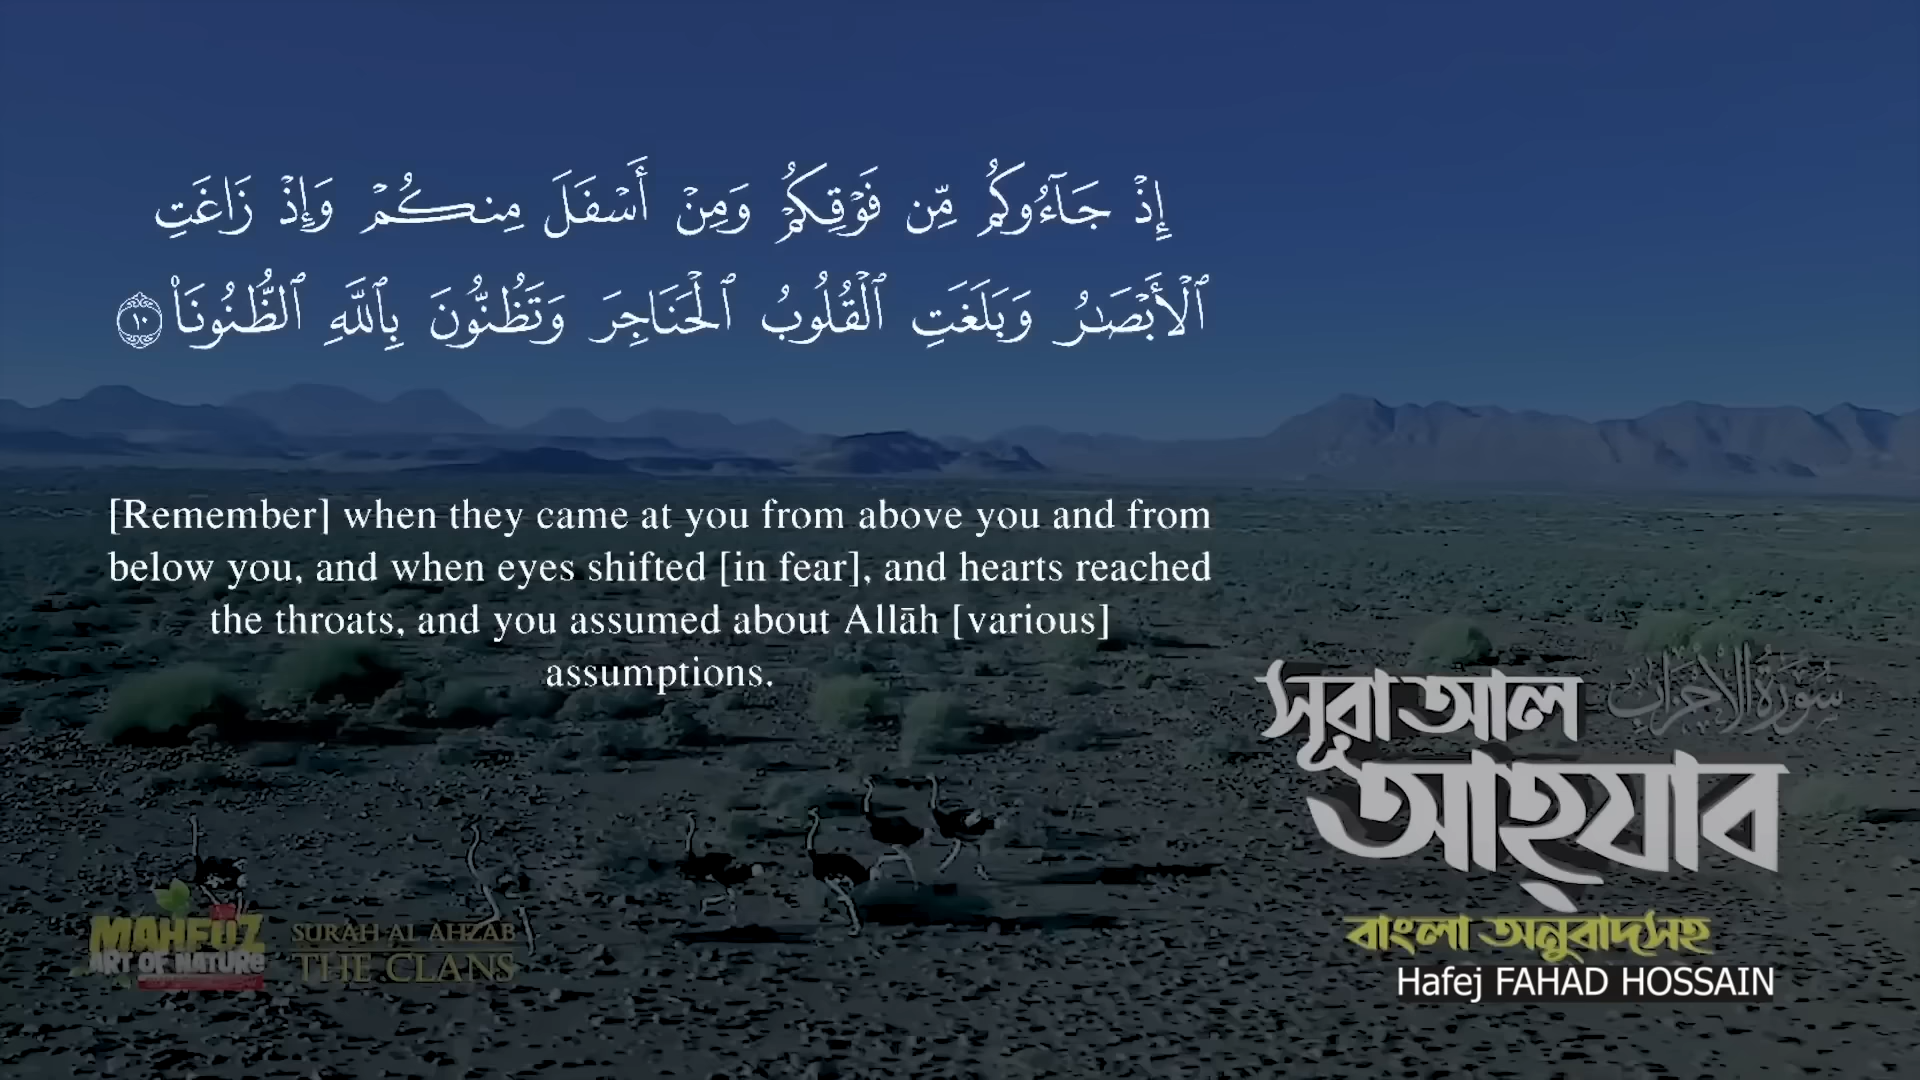 إِذْ جَآءُوكُم مِّن فَوْقِكُمْ وَمِنْ أَسْفَلَ مِنكُمْ وَإِذْ زَاغَتِ
ٱلْأَبْصَـٰرُ وَبَلَغَتِ ٱلْقُلُوبُ ٱلْحَنَاجِرَ وَتَظُنُّونَ بِٱللَّهِ ٱلظُّنُونَا۠ ١٠
[Remember] when they came at you from above you and from
below you, and when eyes shifted [in fear], and hearts reached
the throats, and you assumed about Allāh [various]
assumptions.
সূরা আল
سورة الأحزاب
আহ্‌যাব
বাংলা অনুবাদসহ
Hafej FAHAD HOSSAIN
MAHFUZ
ART OF NATURE
SURAH AL AHZAB
THE CLANS